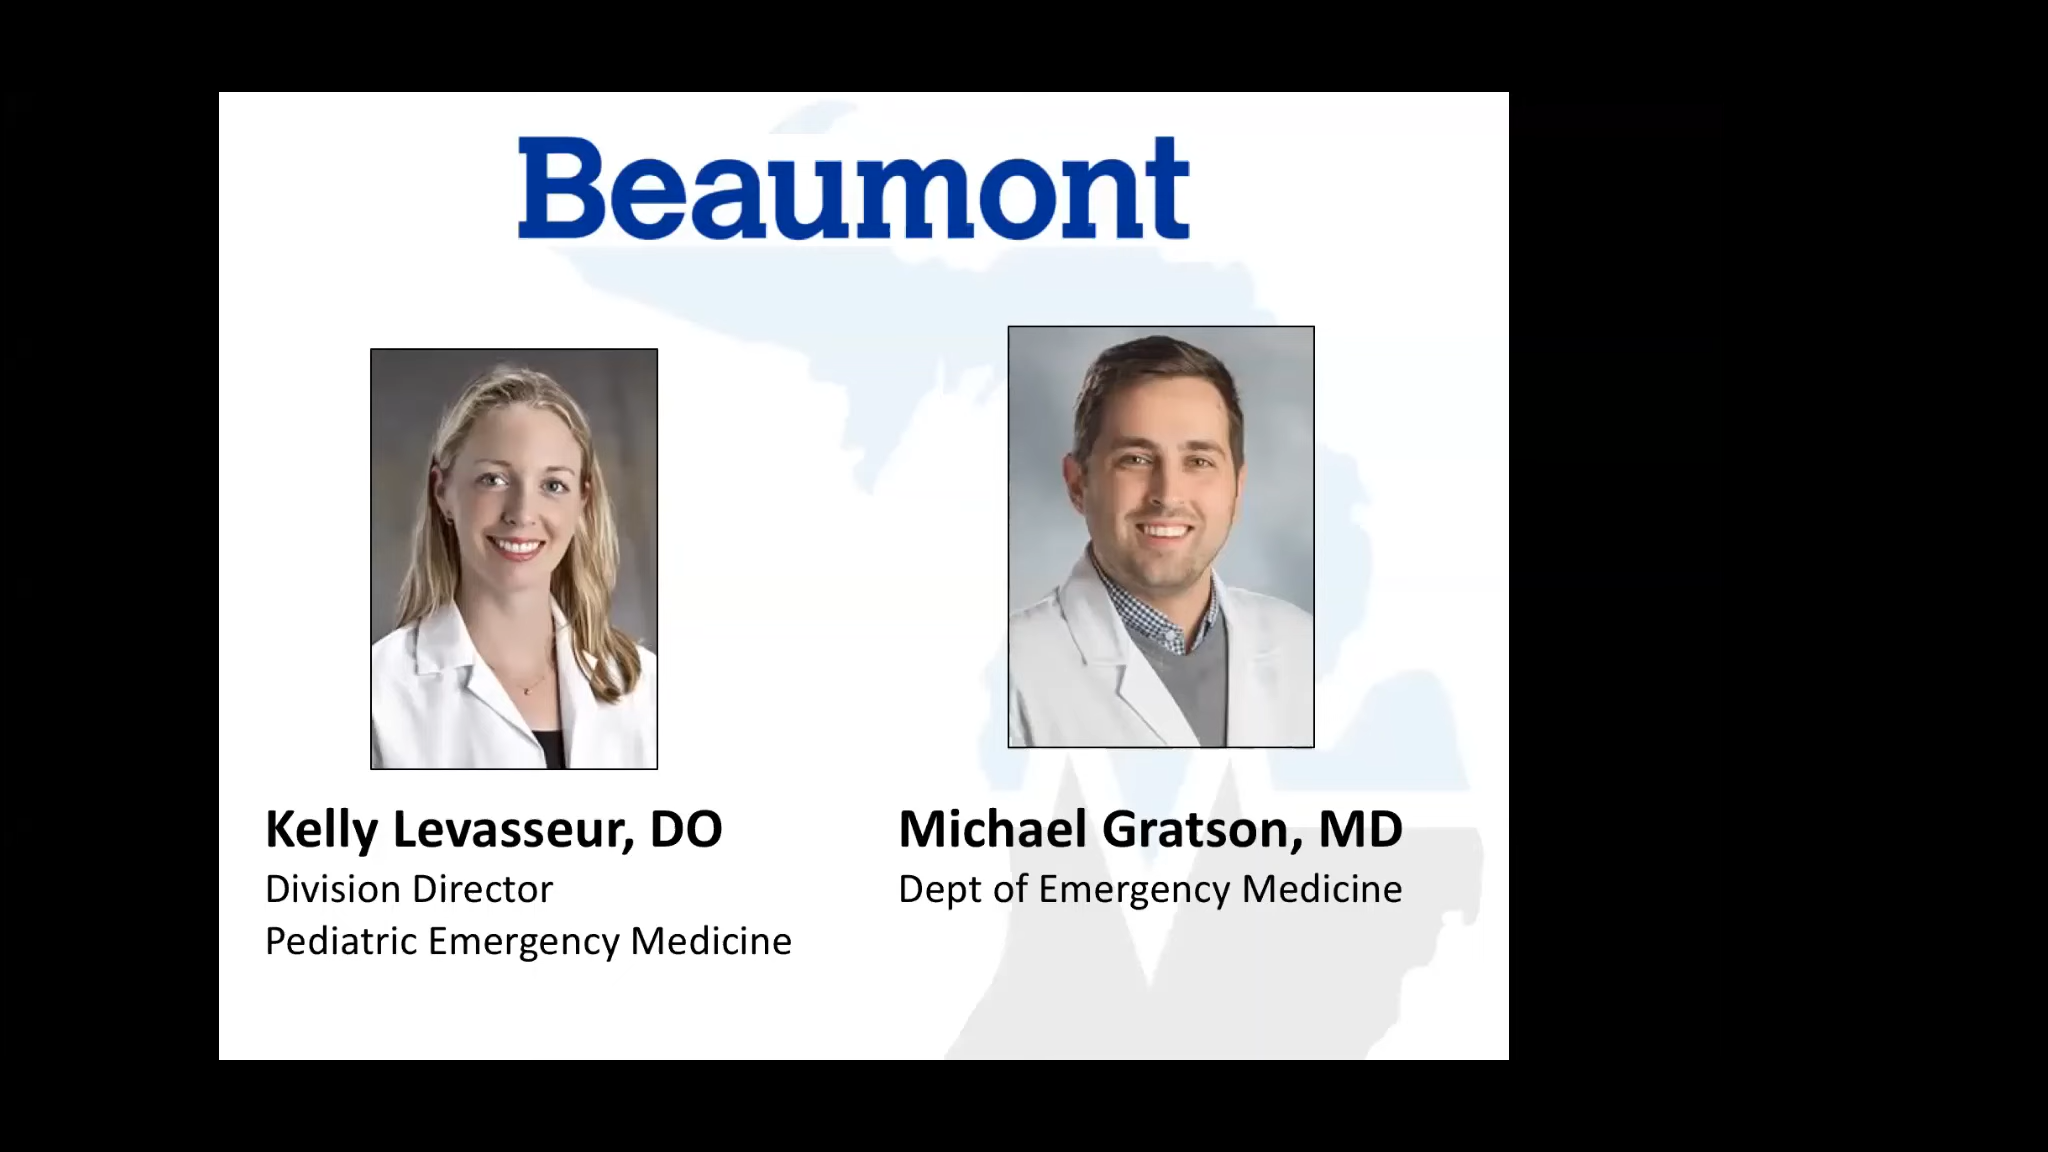 Beaumont
Kelly Levasseur, DO
Division Director
Pediatric Emergency Medicine
Michael Gratson, MD
Dept of Emergency Medicine